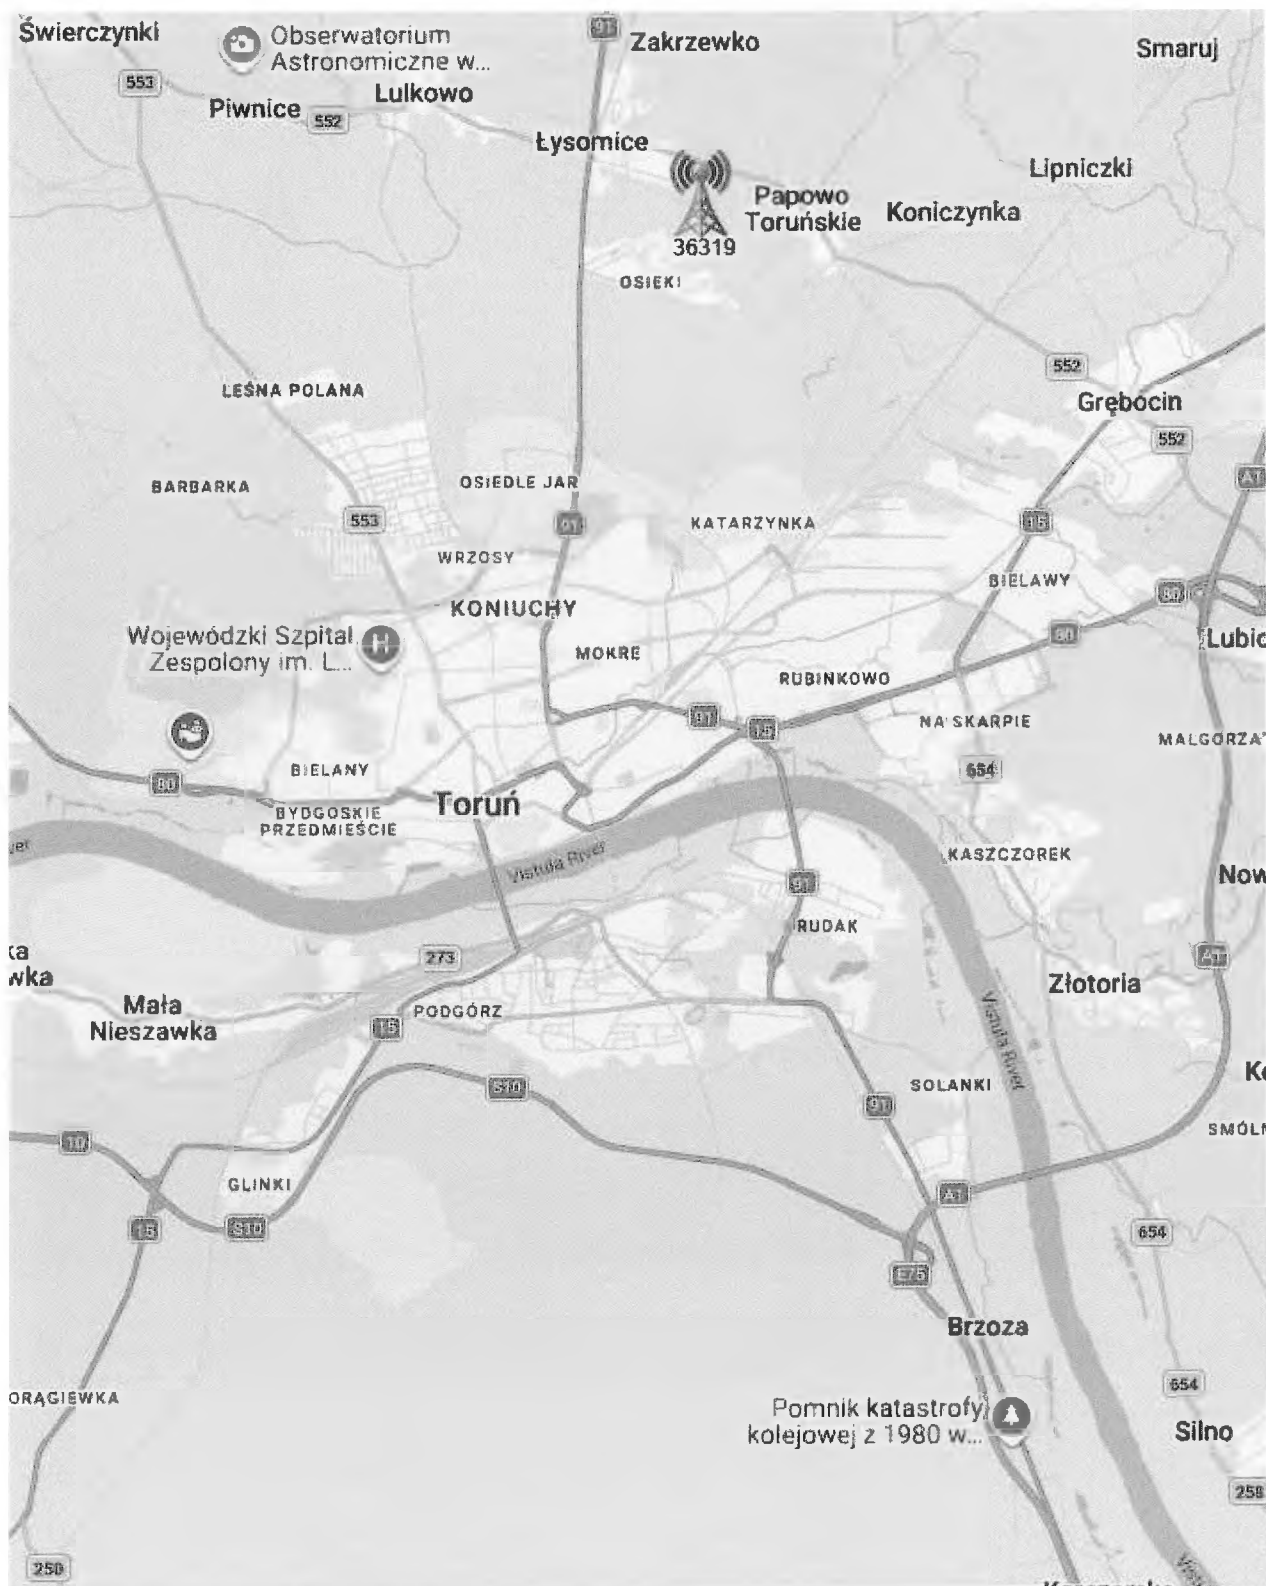 Świerczynki
Obserwatorium
Astronomiczne w...
91
Zakrzewko
Smaruj
553
Piwnice
552
Lulkowo
Łysomice
Lipniczki
Papowo
Toruńskie
Koniczynka
36319
OSIEKI
552
LEŚNA POLANA
Grębocin
552
BARBARKA
OSIEDLE JAR
A1
553
91
KATARZYNKA
15
WRZOSY
BIELAWY
KONIUCHY
80
Wojewódzki Szpital
Zespolony im. L...
H
MOKRE
80
RUBINKOWO
91
15
NA SKARPIE
BIELANY
654
80
Toruń
BYDGOSKIE
PRZEDMIEŚCIE
Vistula River
KASZCZOREK
91
RUDAK
273
A1
Złotoria
Mała
Nieszawka
PODGÓRZ
15
Vistula River
S10
SOLANKI
91
10
GLINKI
A1
15
S10
654
E75
Brzoza
654
Pomnik katastrofy
kolejowej z 1980 w...
Silno
258
250